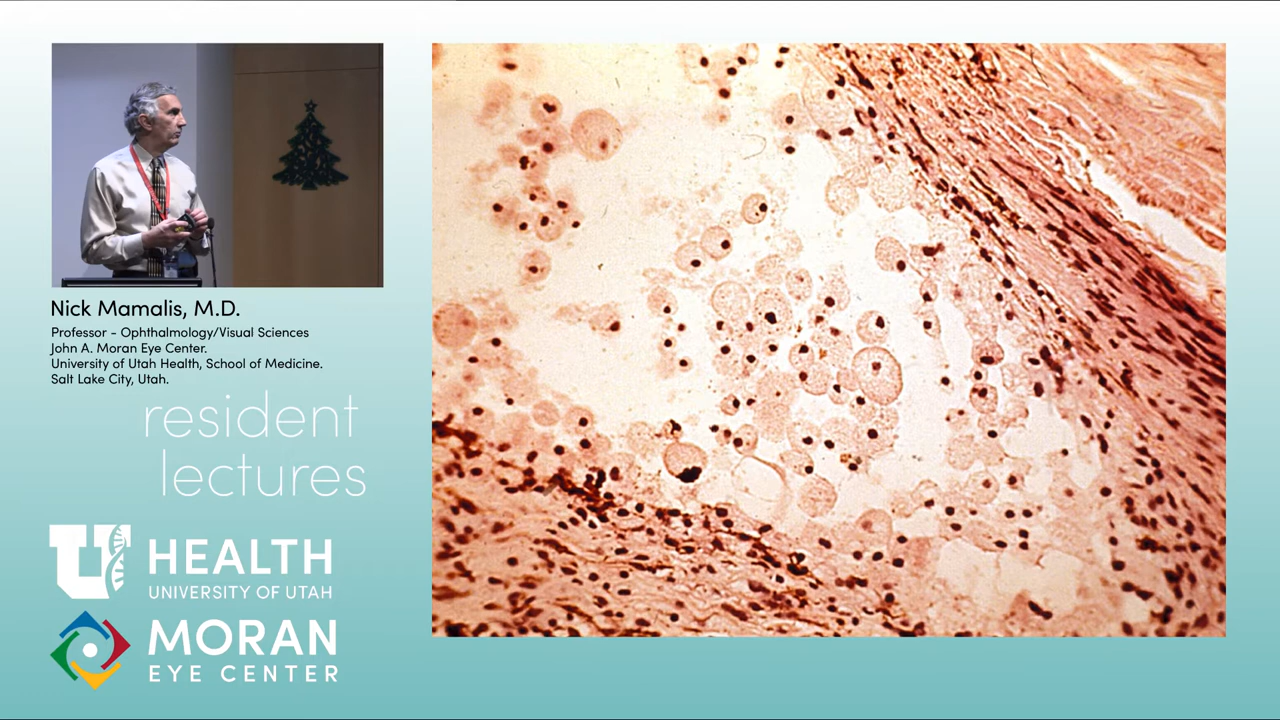 Nick Mamalis, M.D.
Professor - Ophthalmology/Visual Sciences
John A. Moran Eye Center.
University of Utah Health, School of Medicine.
Salt Lake City, Utah.
resident
lectures
U HEALTH
UNIVERSITY OF UTAH
MORAN
EYE CENTER